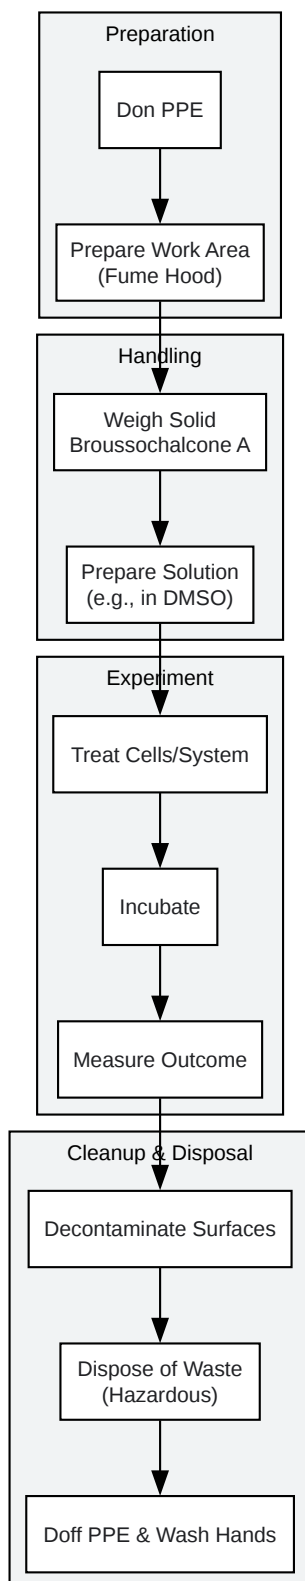 Preparation
Don PPE
Prepare Work Area
(Fume Hood)
Handling
Weigh Solid
Broussochalcone A
Prepare Solution
(e.g., in DMSO)
Experiment
Treat Cells/System
Incubate
Measure Outcome
Cleanup & Disposal
Decontaminate Surfaces
Dispose of Waste
(Hazardous)
Doff PPE & Wash Hands